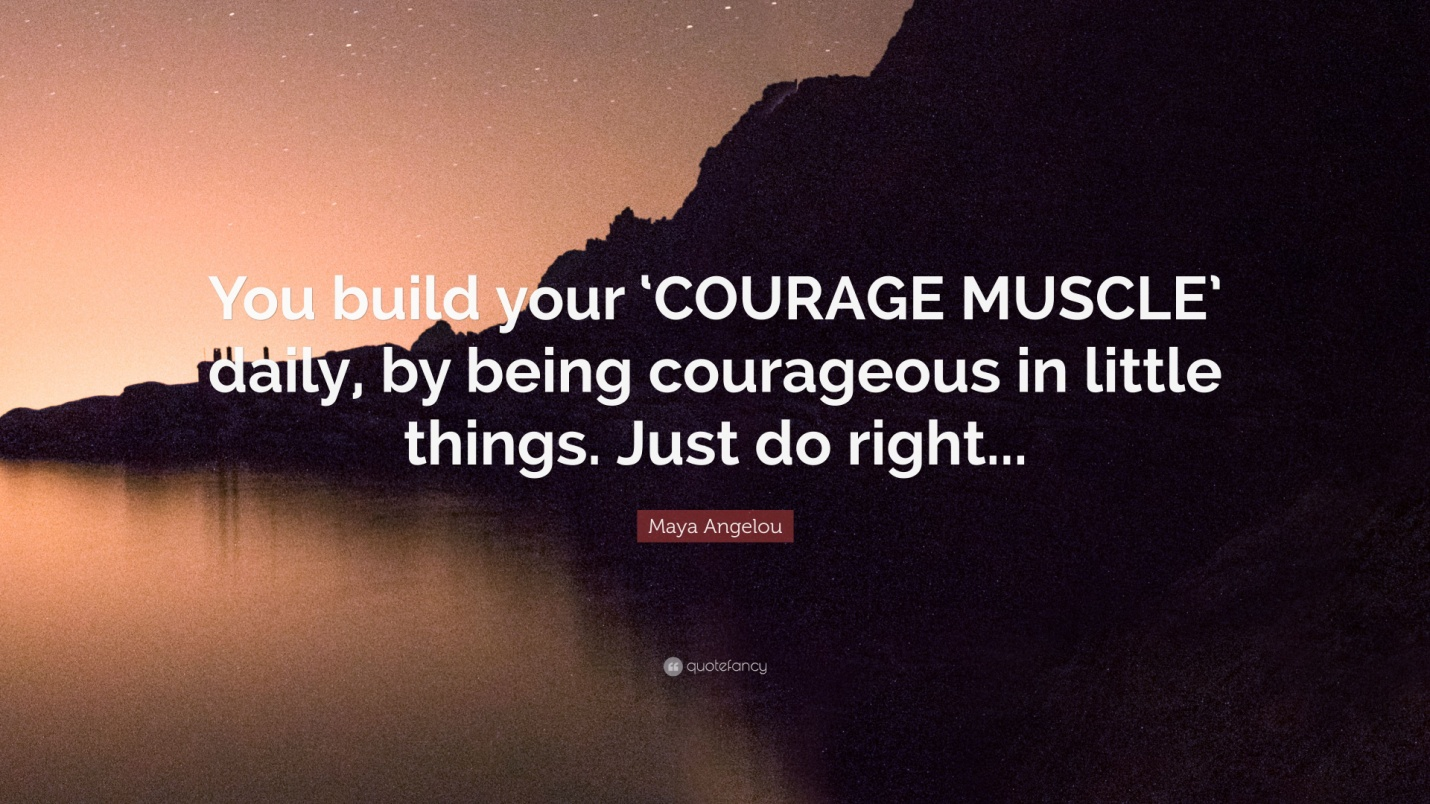 You build your ‘COURAGE MUSCLE’
daily, by being courageous in little
things. Just do right...
Maya Angelou
quotefancy